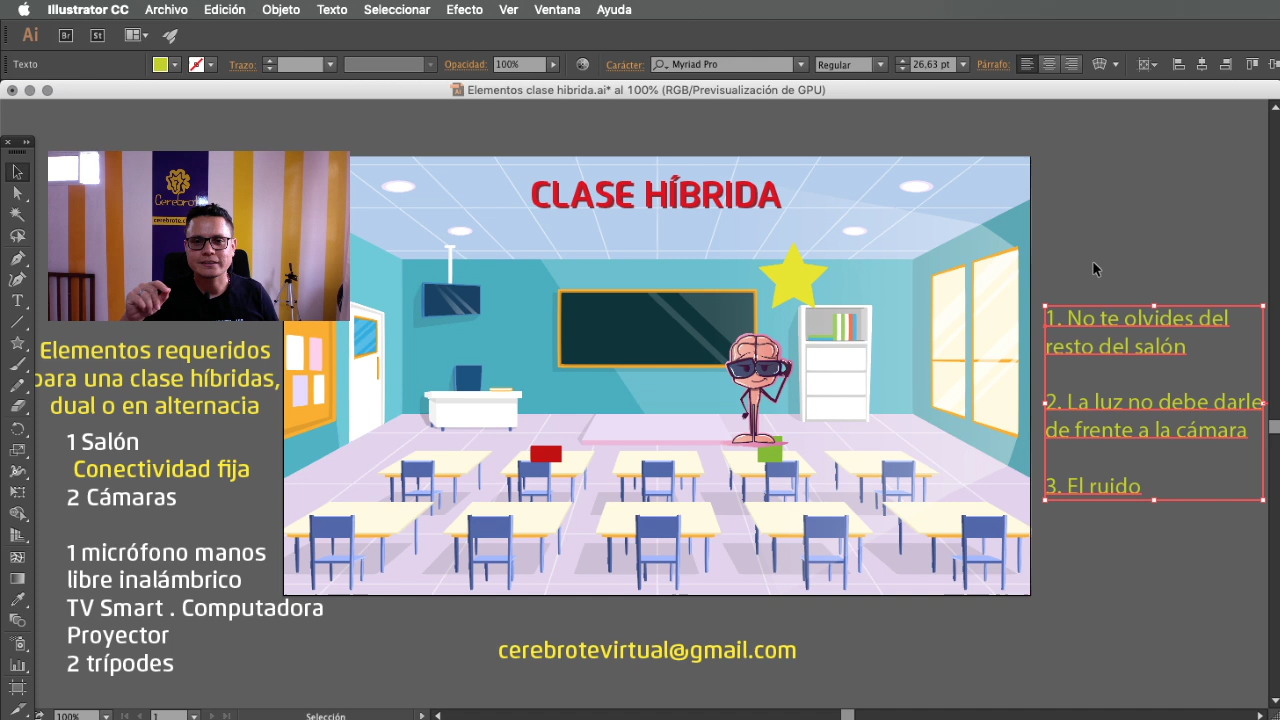 Illustrator CC Archivo Edición Objeto Texto Seleccionar Efecto Ver Ventana Ayuda
Ai Br St
Texto Trazo: Opacidad: 100% Carácter: Myriad Pro Regular 26,63 pt Párrafo:
Elementos clase hibrida.ai* al 100% (RGB/Previsualización de GPU)
CLASE HÍBRIDA
Elementos requeridos
para una clase híbridas,
dual o en alternacia
1 Salón
Conectividad fija
2 Cámaras
1 micrófono manos
libre inalámbrico
TV Smart . Computadora
Proyector
2 trípodes
1. No te olvides del
resto del salón
2. La luz no debe darle
de frente a la cámara
3. El ruido
cerebrotevirtual@gmail.com
100% 1 Selección